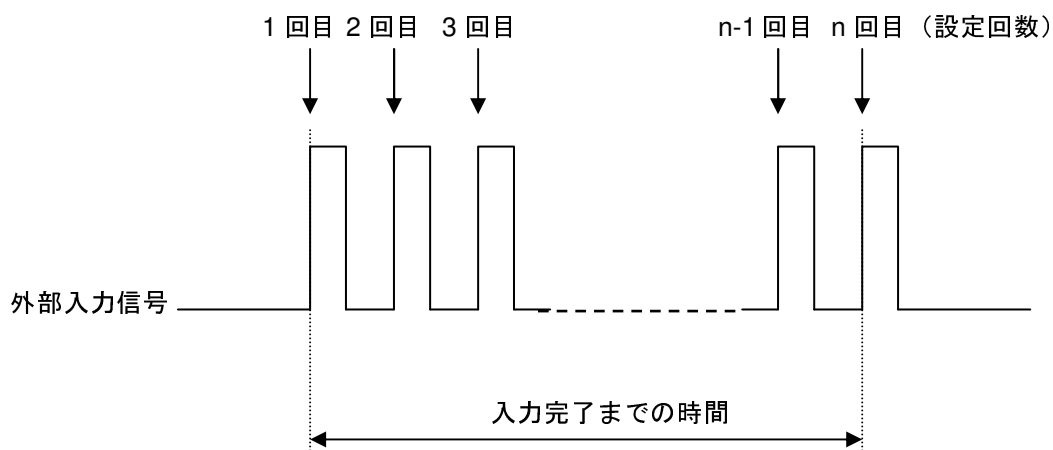 1 回目 2 回目 3 回目 n-1 回目 n 回目（設定回数）
外部入力信号
入力完了までの時間